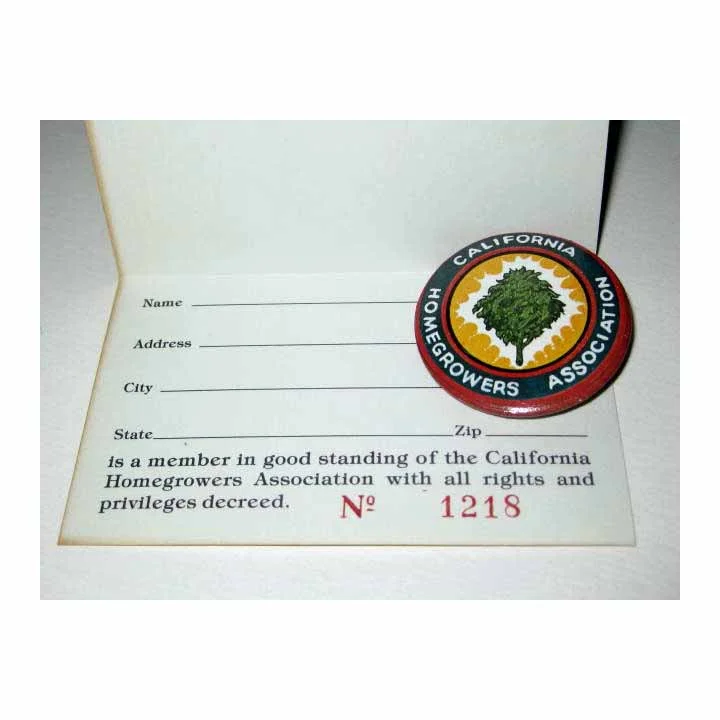 CALIFORNIA
HOMEGROWERS ASSOCIATION
Name
Address
City
State Zip
is a member in good standing of the California
Homegrowers Association with all rights and
privileges decreed. Nº 1218